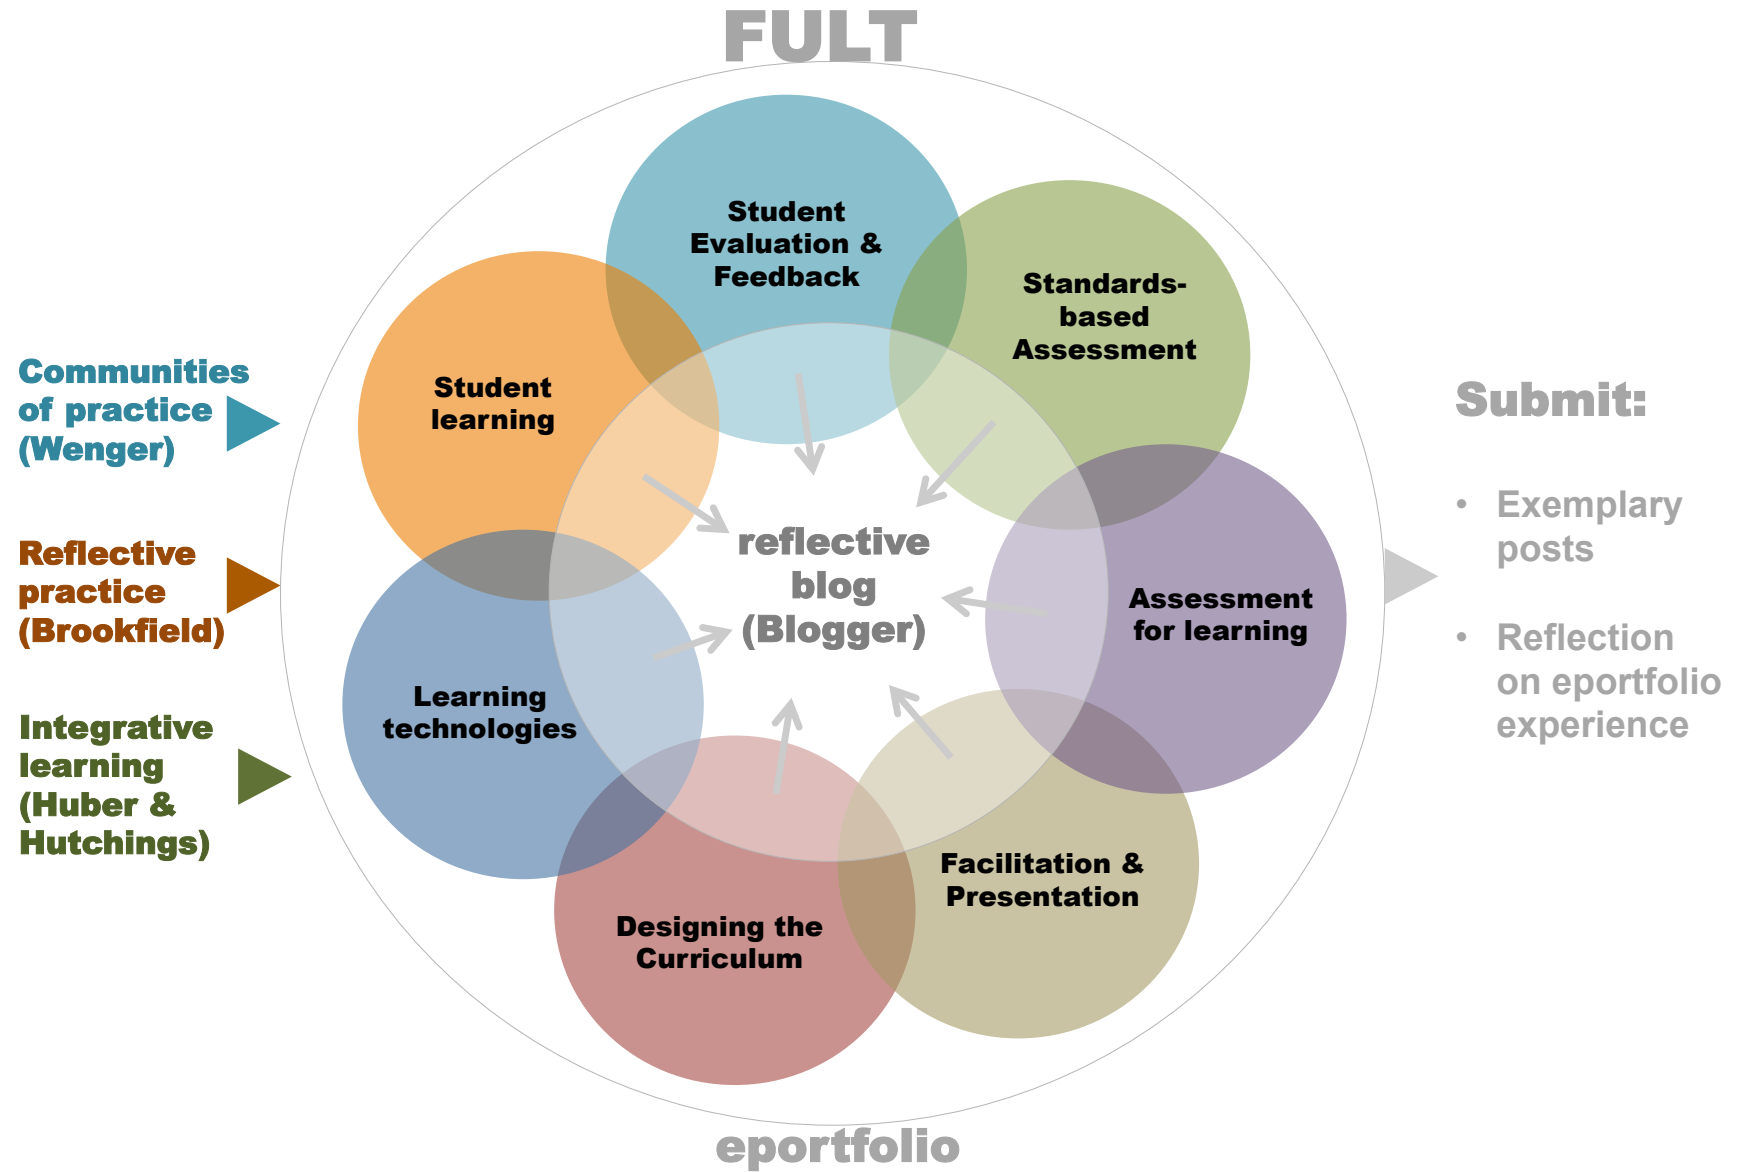 FULT
Student
Evaluation &
Feedback
Standards-
based
Assessment
Student
learning
Communities
of practice
(Wenger)
Reflective
practice
(Brookfield)
Integrative
learning
(Huber &
Hutchings)
reflective
blog
(Blogger)
Assessment
for learning
Learning
technologies
Facilitation &
Presentation
Designing the
Curriculum
Submit:
• Exemplary
posts
• Reflection
on eportfolio
experience
eportfolio